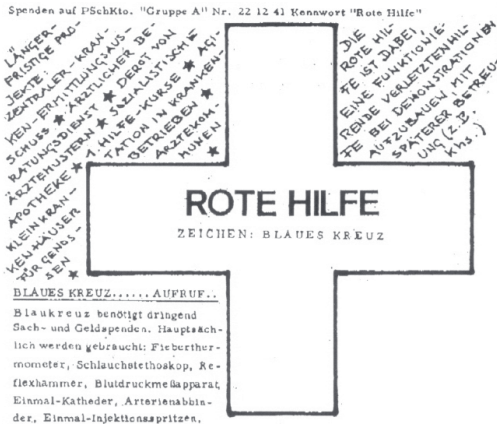 Spenden auf PSchKto. "Gruppe A" Nr. 22 12 41 Kennwort "Rote Hilfe"
LÄNGER-
FRISTIGE PRO-
JEKTE:
ZENTRALER-KRAN-
KEN-ERMITTLUNGSAUS-
SCHUSS ★ ÄRZTLICHER BE-
RATUNGSDIENST ★ DEPOT VON
ÄRZTEMUSTERN ★ SOZIALISTISCHE
APOTHEKE ★ 1. HILFE-KURSE ★ AGI-
TATION IN KRANKEN-
BETRIEBEN ★
ÄRZTEKOM-
MUNEN ★
KLEINKRAN-
KENHÄUSER
FÜR GENOS-
SEN ★
DIE
ROTE HIL-
FE IST DABEI
EINE FUNKTIONIE-
RENDE VERLETZTENHIL-
FE BEI DEMONSTRATIONEN
AUFZUBAUEN MIT
SPÄTERER BETREU-
UNG (Z.B.
KHS.)
ROTE HILFE
ZEICHEN: BLAUES KREUZ
BLAUES KREUZ...... AUFRUF..
Blaukreuz benötigt dringend
Sach- und Geldspenden. Hauptsäch-
lich werden gebraucht: Fieberther-
mometer, Schlauchstethoskop, Re-
flexhammer, Blutdruckmeßapparat,
Einmal-Katheder, Arterienabbin-
der, Einmal-Injektionsspritzen,